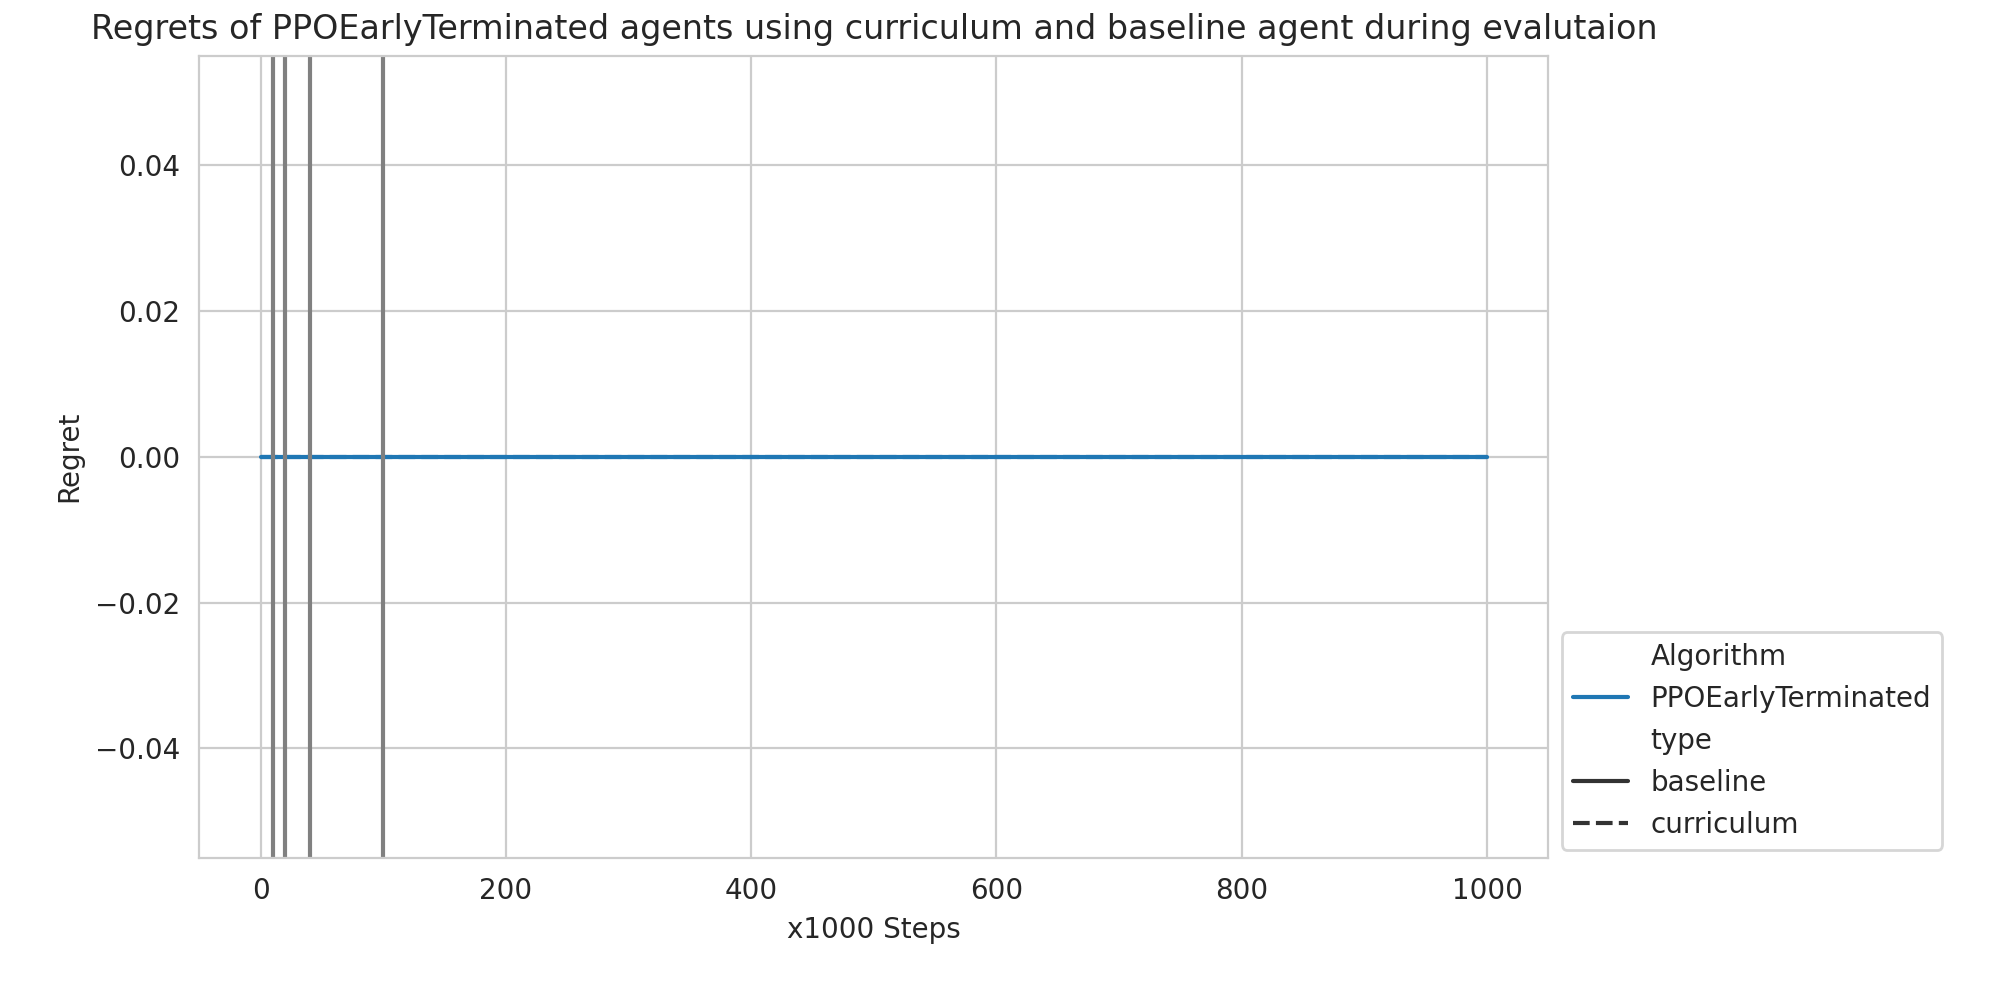 Regrets of PPOEarlyTerminated agents using curriculum and baseline agent during evalutaion
0.04
0.02
0.00
−0.02
−0.04
Regret
0 200 400 600 800 1000
x1000 Steps
Algorithm
PPOEarlyTerminated
type
baseline
curriculum